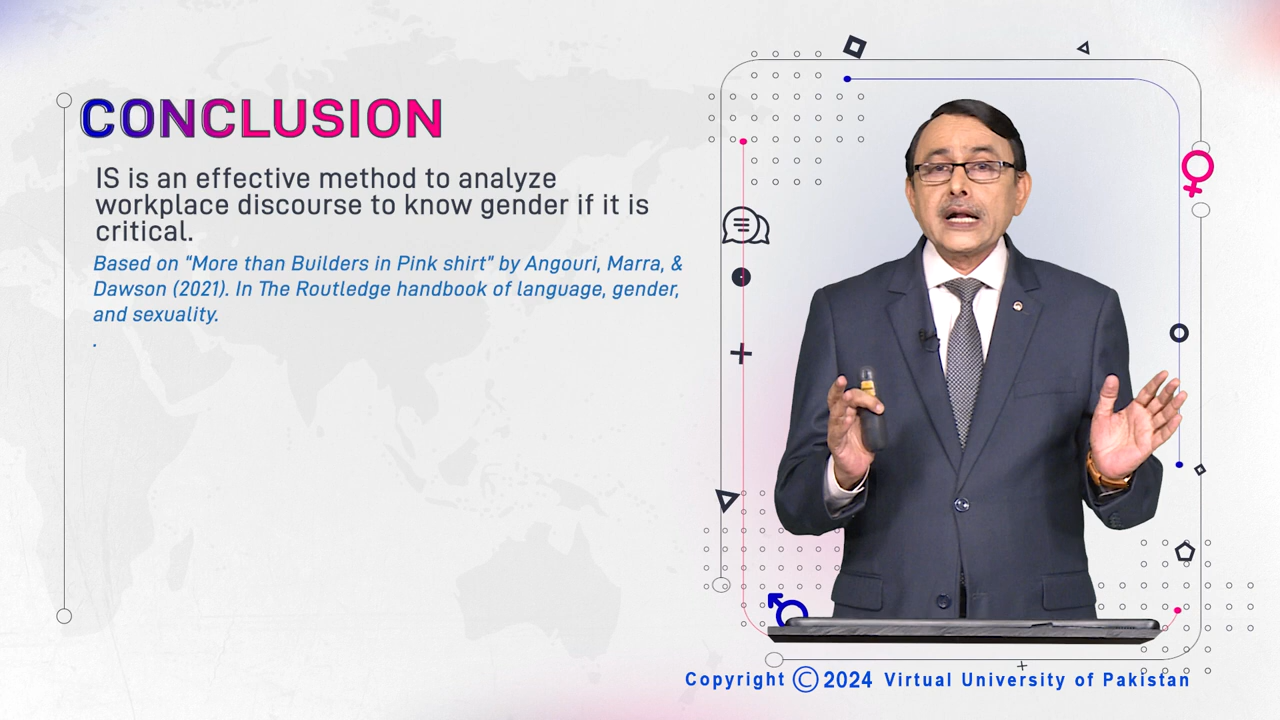 CONCLUSION
IS is an effective method to analyze
workplace discourse to know gender if it is
critical.
Based on “More than Builders in Pink shirt” by Angouri, Marra, &
Dawson (2021). In The Routledge handbook of language, gender,
and sexuality.
.
Copyright © 2024 Virtual University of Pakistan